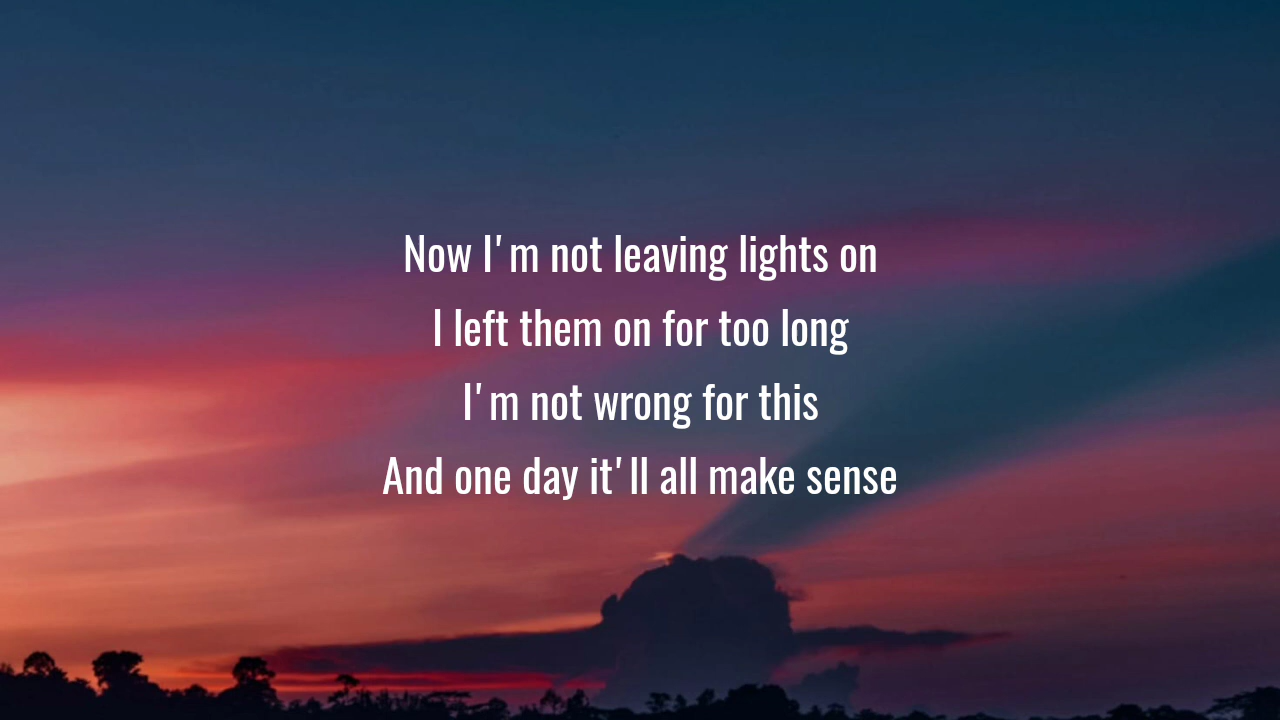 Now I'm not leaving lights on
I left them on for too long
I'm not wrong for this
And one day it'll all make sense